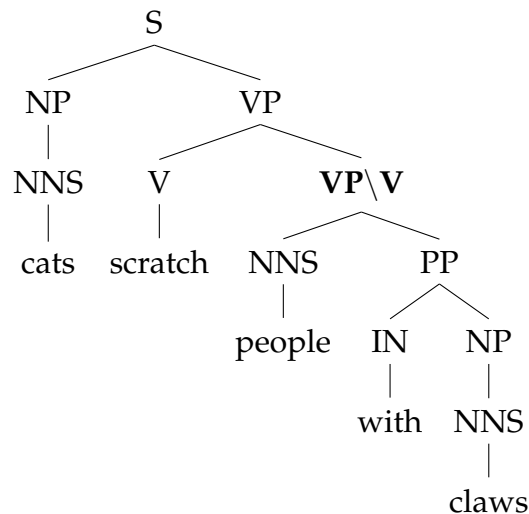 S
NP VP
NNS V VP\V
cats scratch NNS PP
people IN NP
with NNS
claws